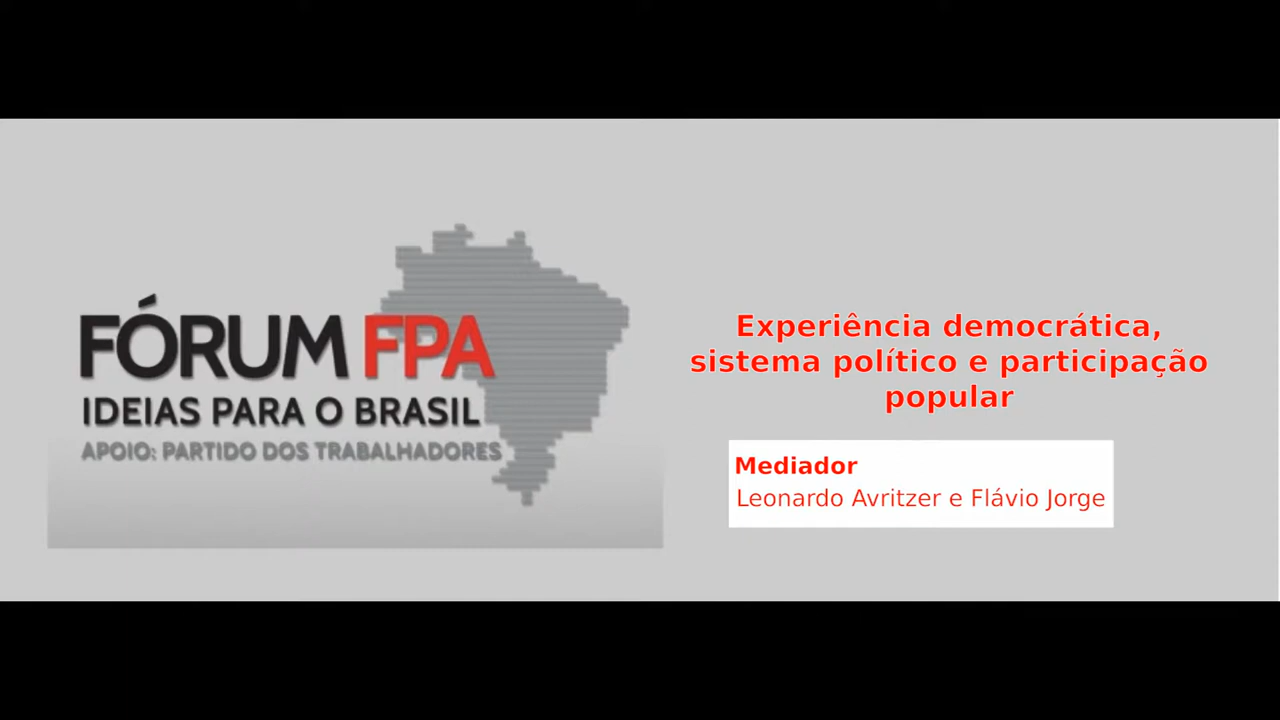 FÓRUM FPA
IDEIAS PARA O BRASIL
APOIO: PARTIDO DOS TRABALHADORES
Experiência democrática,
sistema político e participação
popular
Mediador
Leonardo Avritzer e Flávio Jorge